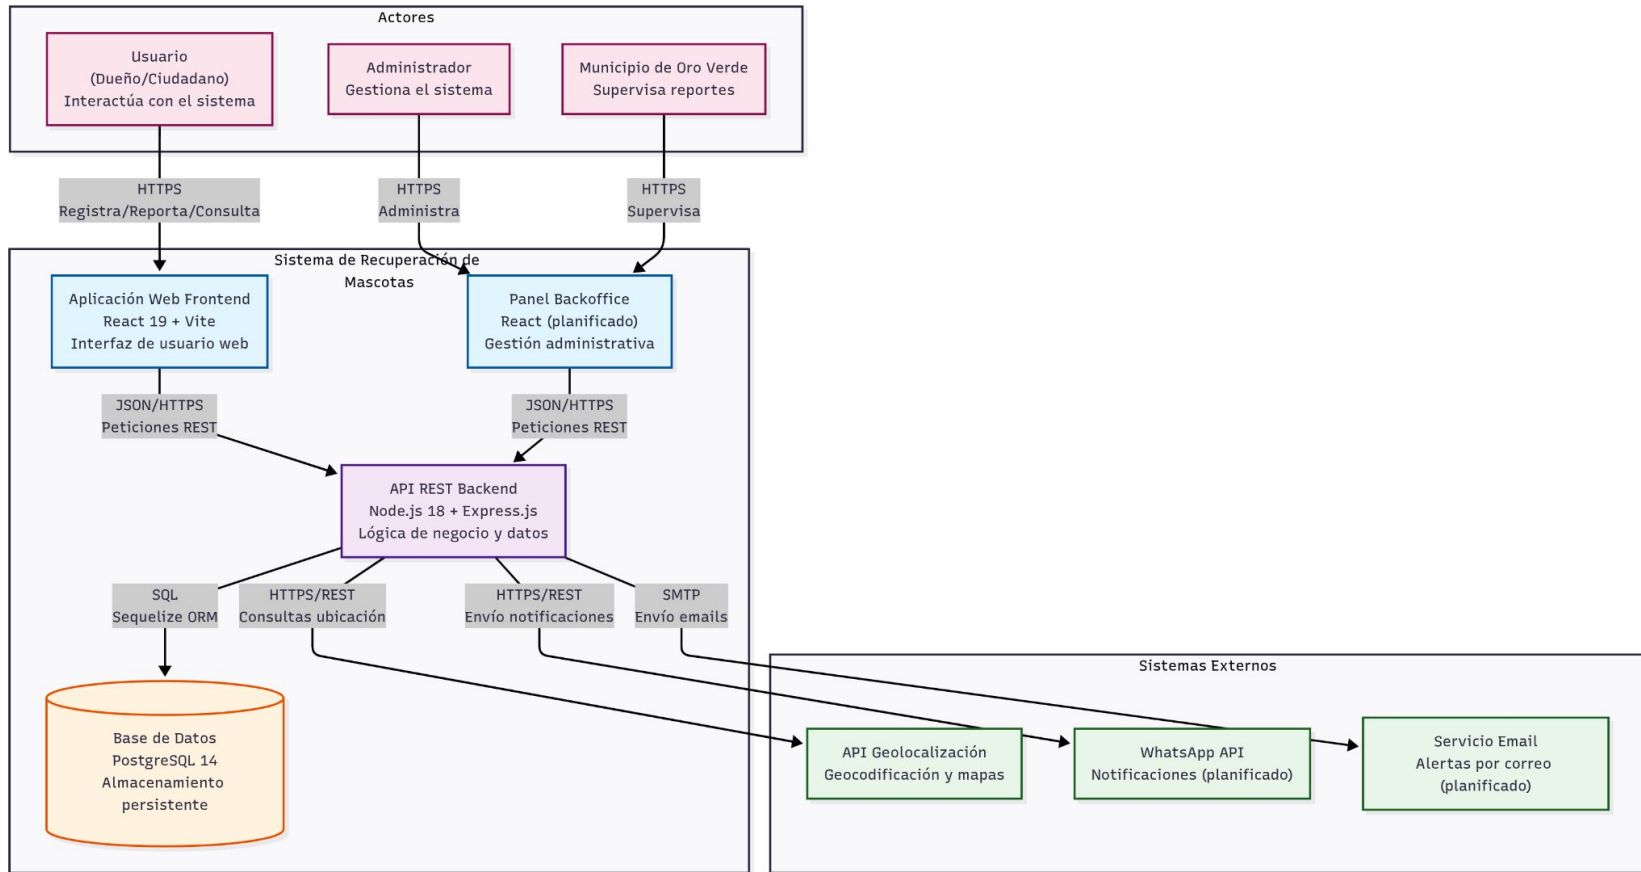 Actores
Usuario
(Dueño/Ciudadano)
Interactúa con el sistema
Administrador
Gestiona el sistema
Municipio de Oro Verde
Supervisa reportes
HTTPS
Registra/Reporta/Consulta
HTTPS
Administra
HTTPS
Supervisa
Sistema de Recuperación de
Mascotas
Aplicación Web Frontend
React 19 + Vite
Interfaz de usuario web
Panel Backoffice
React (planificado)
Gestión administrativa
JSON/HTTPS
Peticiones REST
JSON/HTTPS
Peticiones REST
API REST Backend
Node.js 18 + Express.js
Lógica de negocio y datos
SQL
Sequelize ORM
HTTPS/REST
Consultas ubicación
HTTPS/REST
Envío notificaciones
SMTP
Envío emails
Base de Datos
PostgreSQL 14
Almacenamiento
persistente
Sistemas Externos
API Geolocalización
Geocodificación y mapas
WhatsApp API
Notificaciones (planificado)
Servicio Email
Alertas por correo
(planificado)